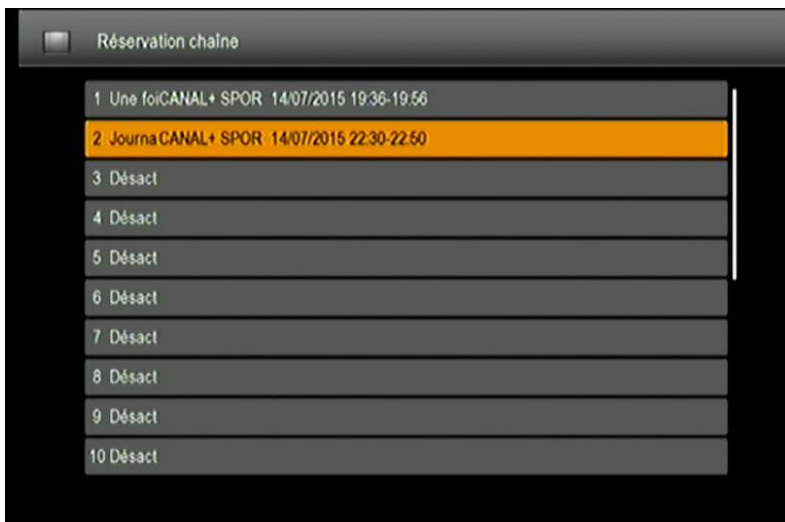 Réservation chaîne
1 Une foiCANAL+ SPOR 14/07/2015 19:36-19:56
2 JournaCANAL+ SPOR 14/07/2015 22:30-22:50
3 Désact
4 Désact
5 Désact
6 Désact
7 Désact
8 Désact
9 Désact
10 Désact